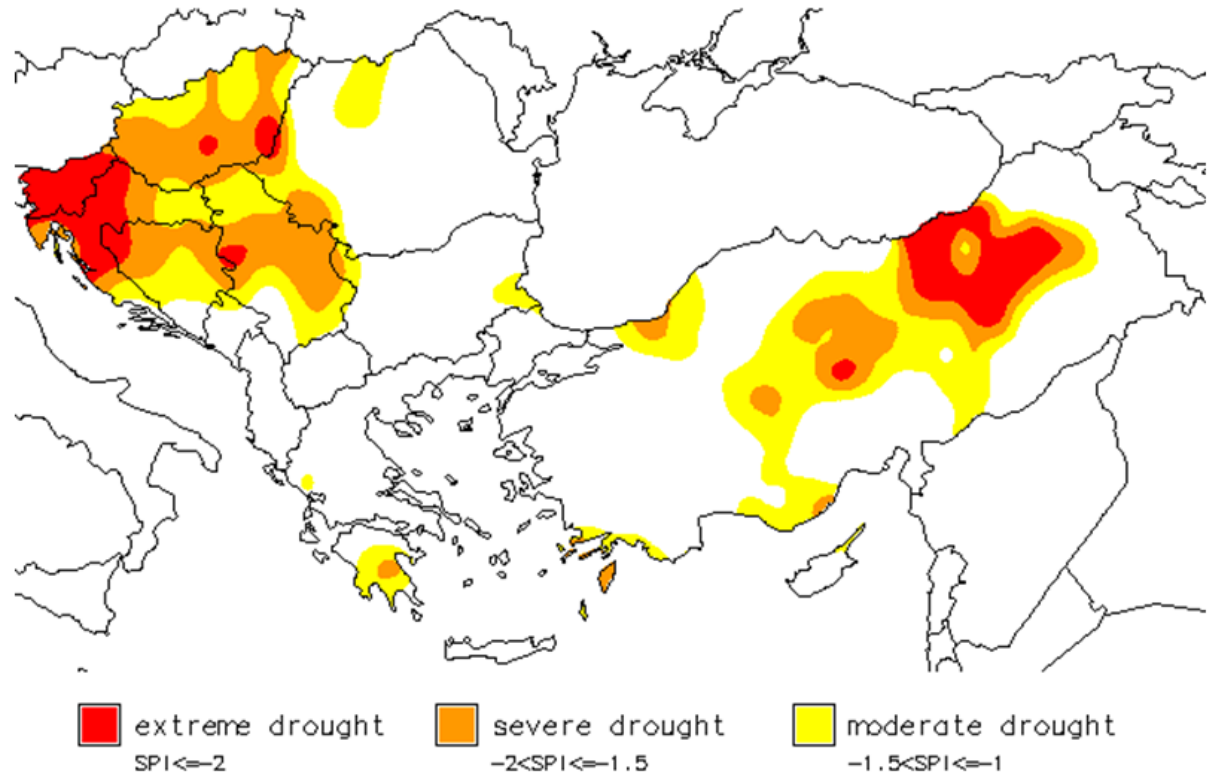 extreme drought
SPI<=-2
severe drought
-2<SPI<=-1.5
moderate drought
-1.5<SPI<=-1